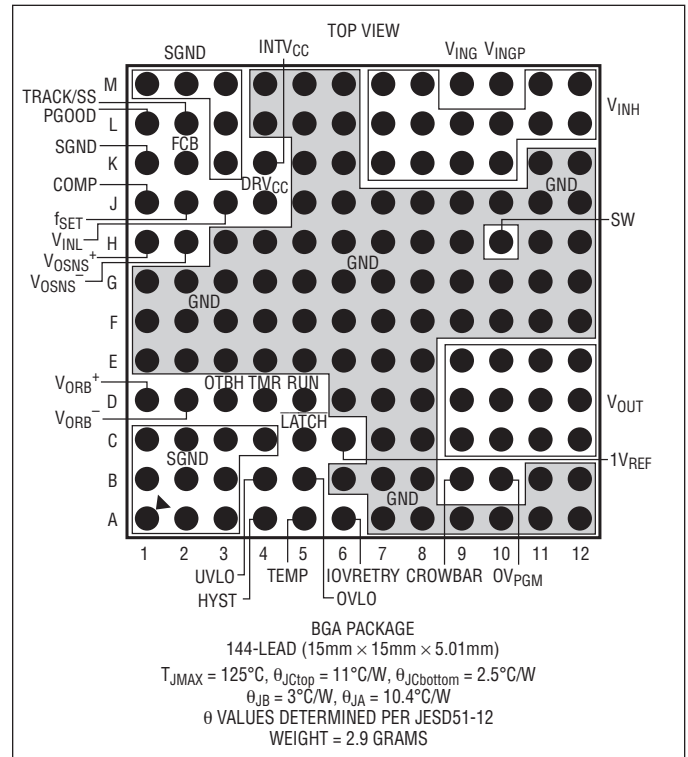 TOP VIEW
SGND INTVCC VING VINGP
M
TRACK/SS
PGOOD
VINH
L
FCB
SGND
K
DRVCC
GND
COMP
J
fSET
SW
VINL
H
VOSNS+
GND
VOSNS−
G
GND
F
E
VORB+
OTBH TMR RUN
D
VORB−
VOUT
LATCH
C
SGND
1VREF
B
GND
A
1 2 3 4 5 6 7 8 9 10 11 12
UVLO TEMP IOVRETRY CROWBAR OVPGM
HYST OVLO
BGA PACKAGE
144-LEAD (15mm × 15mm × 5.01mm)
TJMAX = 125°C, θJCtop = 11°C/W, θJCbottom = 2.5°C/W
θJB = 3°C/W, θJA = 10.4°C/W
θ VALUES DETERMINED PER JESD51-12
WEIGHT = 2.9 GRAMS